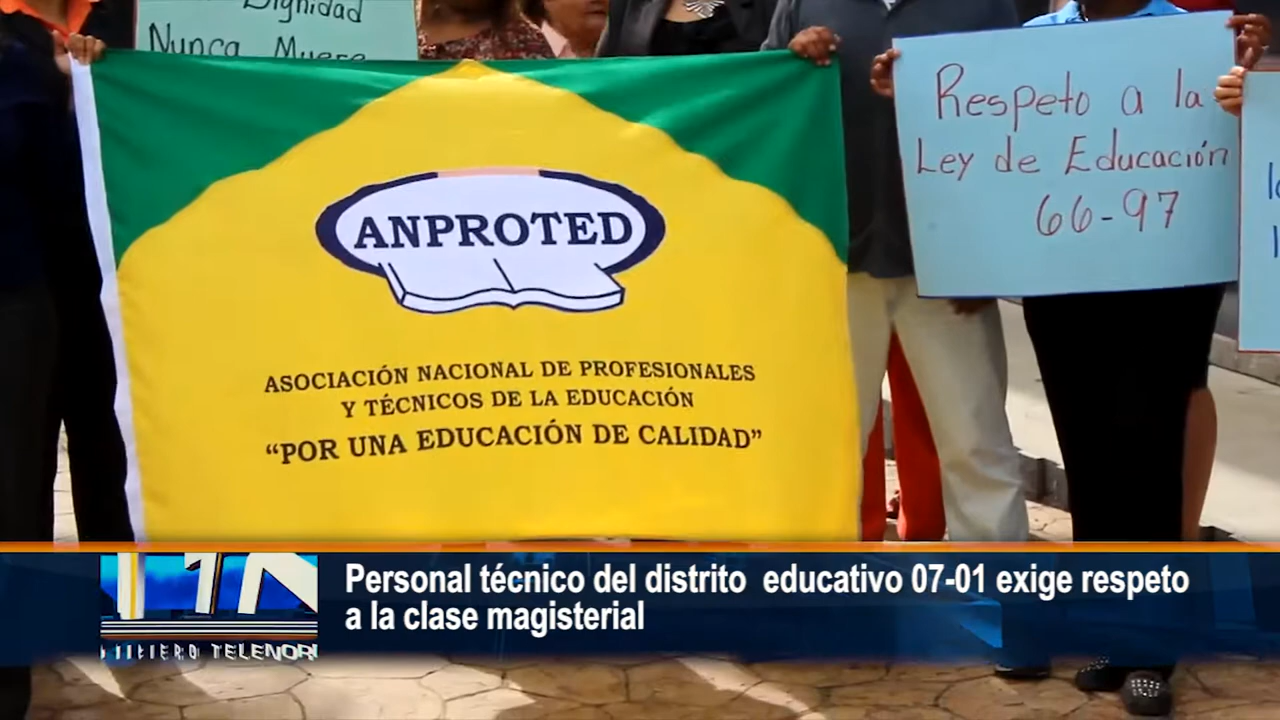 Dignidad
Nunca Muere
Respeto a la
Ley de Educación
66-97
ANPROTED
ASOCIACIÓN NACIONAL DE PROFESIONALES
Y TÉCNICOS DE LA EDUCACIÓN
“POR UNA EDUCACIÓN DE CALIDAD”
Personal técnico del distrito educativo 07-01 exige respeto
a la clase magisterial